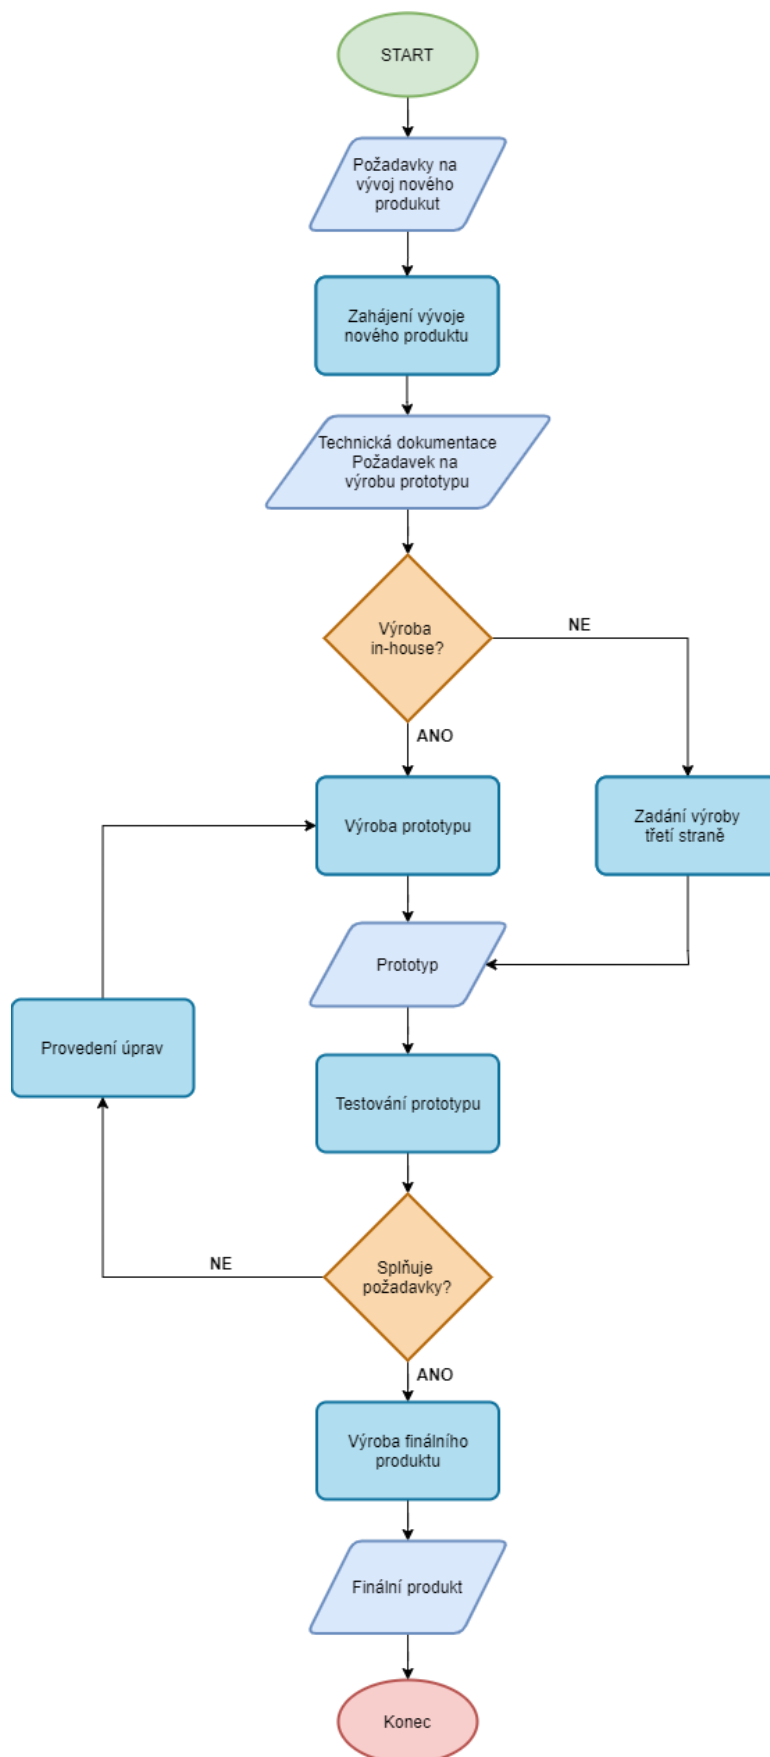 START
Požadavky na
vývoj nového
produkut
Zahájení vývoje
nového produktu
Technická dokumentace
Požadavek na
výrobu prototypu
Výroba
in-house?
NE
ANO
Výroba prototypu
Zadání výroby
třetí straně
Prototyp
Provedení úprav
Testování prototypu
Splňuje
požadavky?
NE
ANO
Výroba finálního
produktu
Finální produkt
Konec